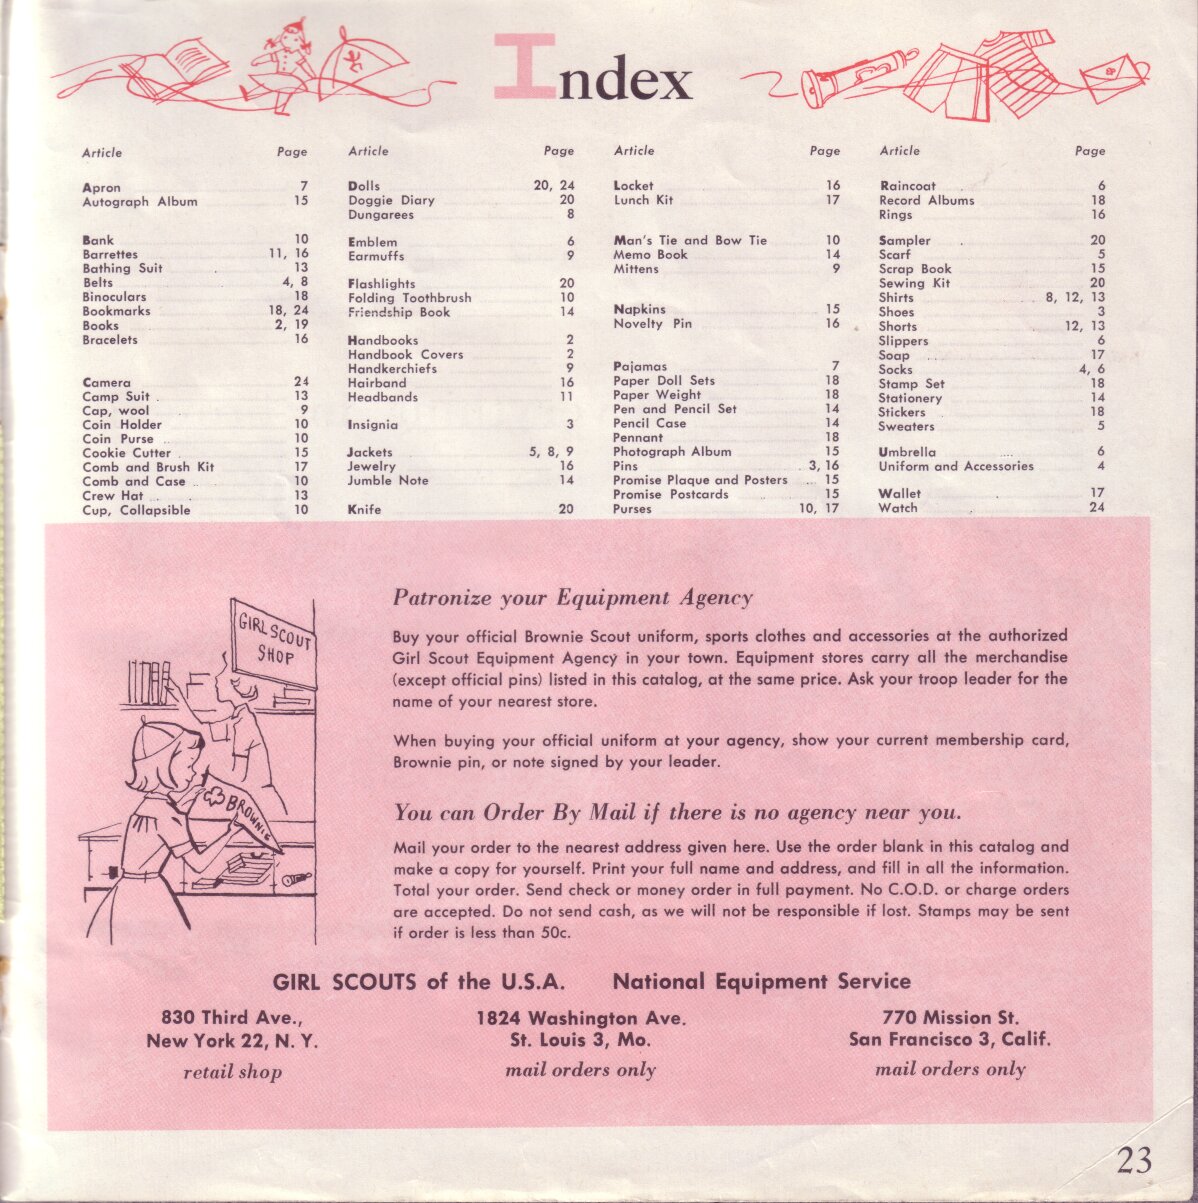 Index
Article Page
Apron 7
Autograph Album 15
Bank 10
Barrettes 11, 16
Bathing Suit 13
Belts 4, 8
Binoculars 18
Bookmarks 18, 24
Books 2, 19
Bracelets 16
Camera 24
Camp Suit 13
Cap, wool 9
Coin Holder 10
Coin Purse 10
Cookie Cutter 15
Comb and Brush Kit 17
Comb and Case 10
Crew Hat 13
Cup, Collapsible 10
Article Page
Dolls 20, 24
Doggie Diary 20
Dungarees 8
Emblem 6
Earmuffs 9
Flashlights 20
Folding Toothbrush 10
Friendship Book 14
Handbooks 2
Handbook Covers 2
Handkerchiefs 9
Hairband 16
Headbands 11
Insignia 3
Jackets 5, 8, 9
Jewelry 16
Jumble Note 14
Knife 20
Article Page
Locket 16
Lunch Kit 17
Man's Tie and Bow Tie 10
Memo Book 14
Mittens 9
Napkins 15
Novelty Pin 16
Pajamas 7
Paper Doll Sets 18
Paper Weight 18
Pen and Pencil Set 14
Pencil Case 14
Pennant 18
Photograph Album 15
Pins 3, 16
Promise Plaque and Posters 15
Promise Postcards 15
Purses 10, 17
Article Page
Raincoat 6
Record Albums 18
Rings 16
Sampler 20
Scarf 5
Scrap Book 15
Sewing Kit 20
Shirts 8, 12, 13
Shoes 3
Shorts 12, 13
Slippers 6
Soap 17
Socks 4, 6
Stamp Set 18
Stationery 14
Stickers 18
Sweaters 5
Umbrella 6
Uniform and Accessories 4
Wallet 17
Watch 24
GIRL SCOUT
SHOP
BROWNIE
Patronize your Equipment Agency
Buy your official Brownie Scout uniform, sports clothes and accessories at the authorized
Girl Scout Equipment Agency in your town. Equipment stores carry all the merchandise
(except official pins) listed in this catalog, at the same price. Ask your troop leader for the
name of your nearest store.
When buying your official uniform at your agency, show your current membership card,
Brownie pin, or note signed by your leader.
You can Order By Mail if there is no agency near you.
Mail your order to the nearest address given here. Use the order blank in this catalog and
make a copy for yourself. Print your full name and address, and fill in all the information.
Total your order. Send check or money order in full payment. No C.O.D. or charge orders
are accepted. Do not send cash, as we will not be responsible if lost. Stamps may be sent
if order is less than 50c.
GIRL SCOUTS of the U.S.A. National Equipment Service
830 Third Ave.,
New York 22, N. Y.
retail shop
1824 Washington Ave.
St. Louis 3, Mo.
mail orders only
770 Mission St.
San Francisco 3, Calif.
mail orders only
23